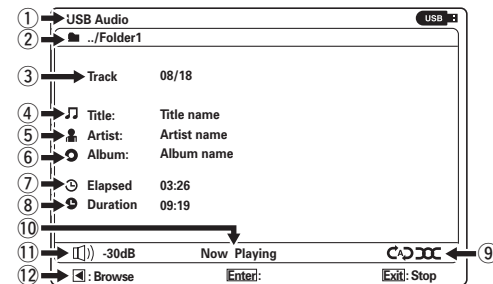 ① USB Audio USB
② ../Folder1
③ Track 08/18
④ Title: Title name
⑤ Artist: Artist name
⑥ Album: Album name
⑦ Elapsed 03:26
⑧ Duration 09:19
⑩
⑪ -30dB Now Playing A ⑨
⑫ : Browse Enter: Exit: Stop